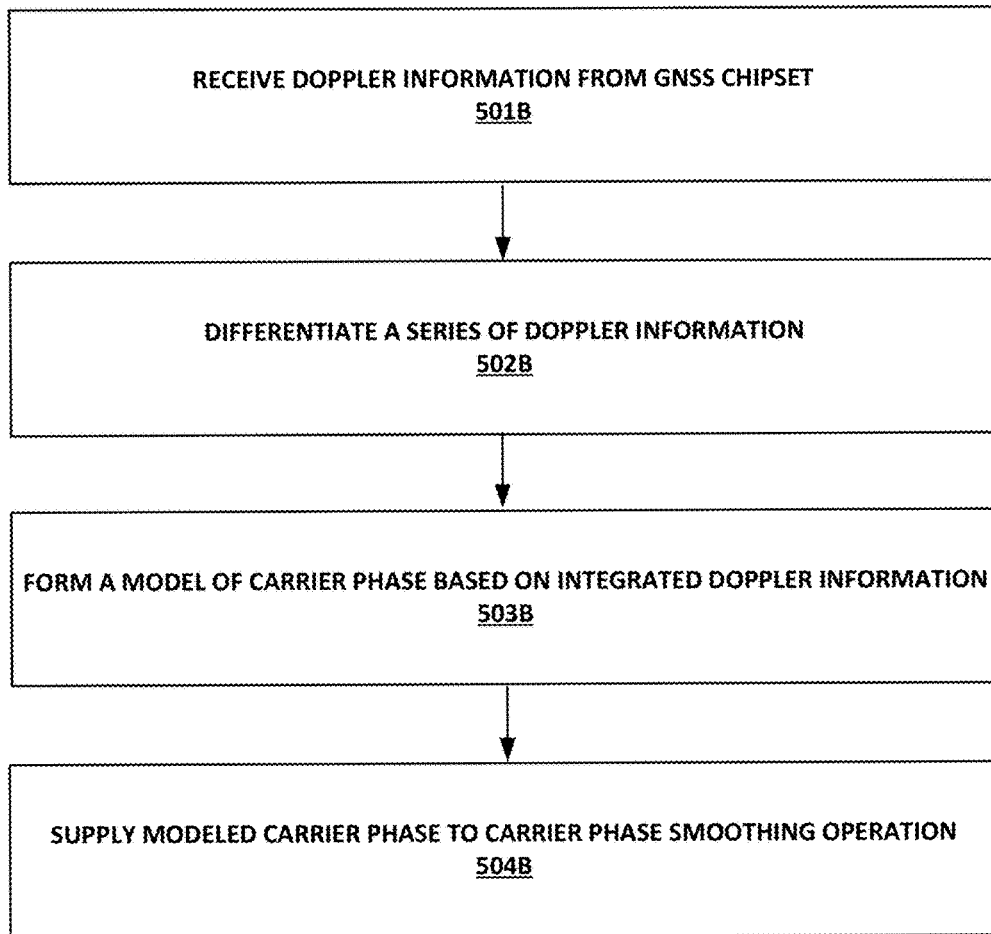 RECEIVE DOPPLER INFORMATION FROM GNSS CHIPSET
501B
DIFFERENTIATE A SERIES OF DOPPLER INFORMATION
502B
FORM A MODEL OF CARRIER PHASE BASED ON INTEGRATED DOPPLER INFORMATION
503B
SUPPLY MODELED CARRIER PHASE TO CARRIER PHASE SMOOTHING OPERATION
504B